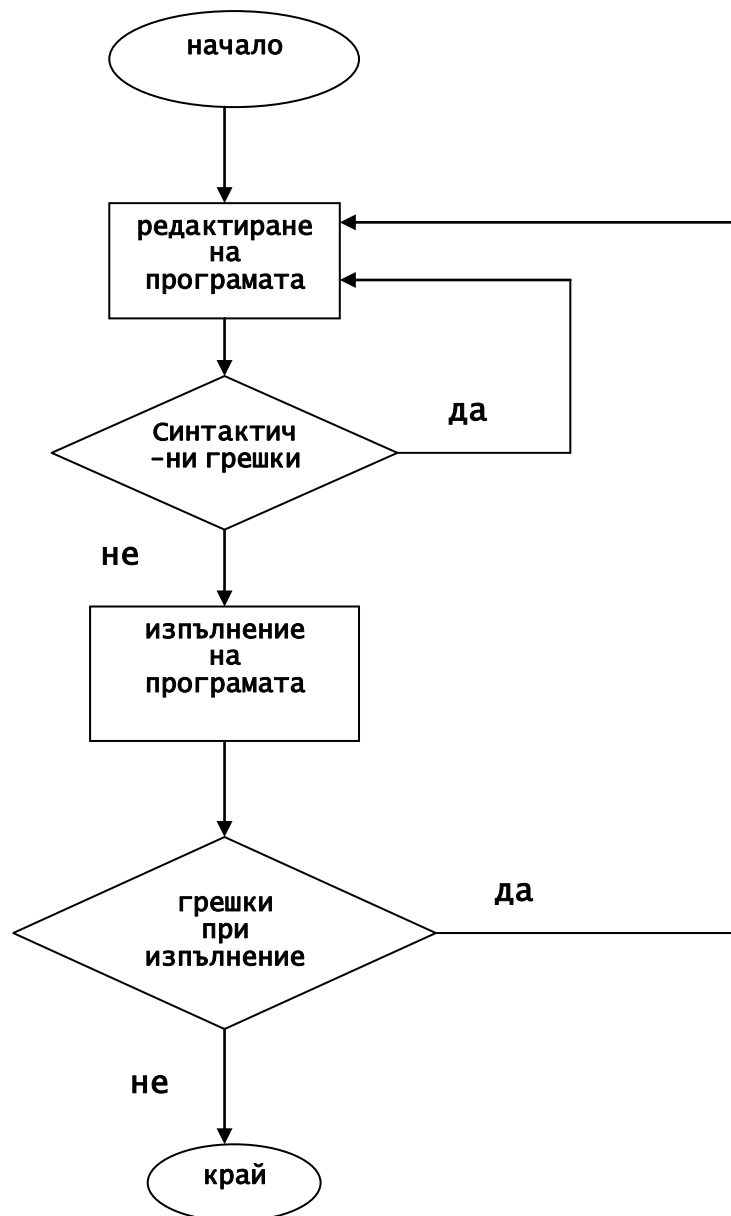 начало
редактиране
на
програмата
да
Синтактич
-ни грешки
не
изпълнение
на
програмата
да
грешки
при
изпълнение
не
край